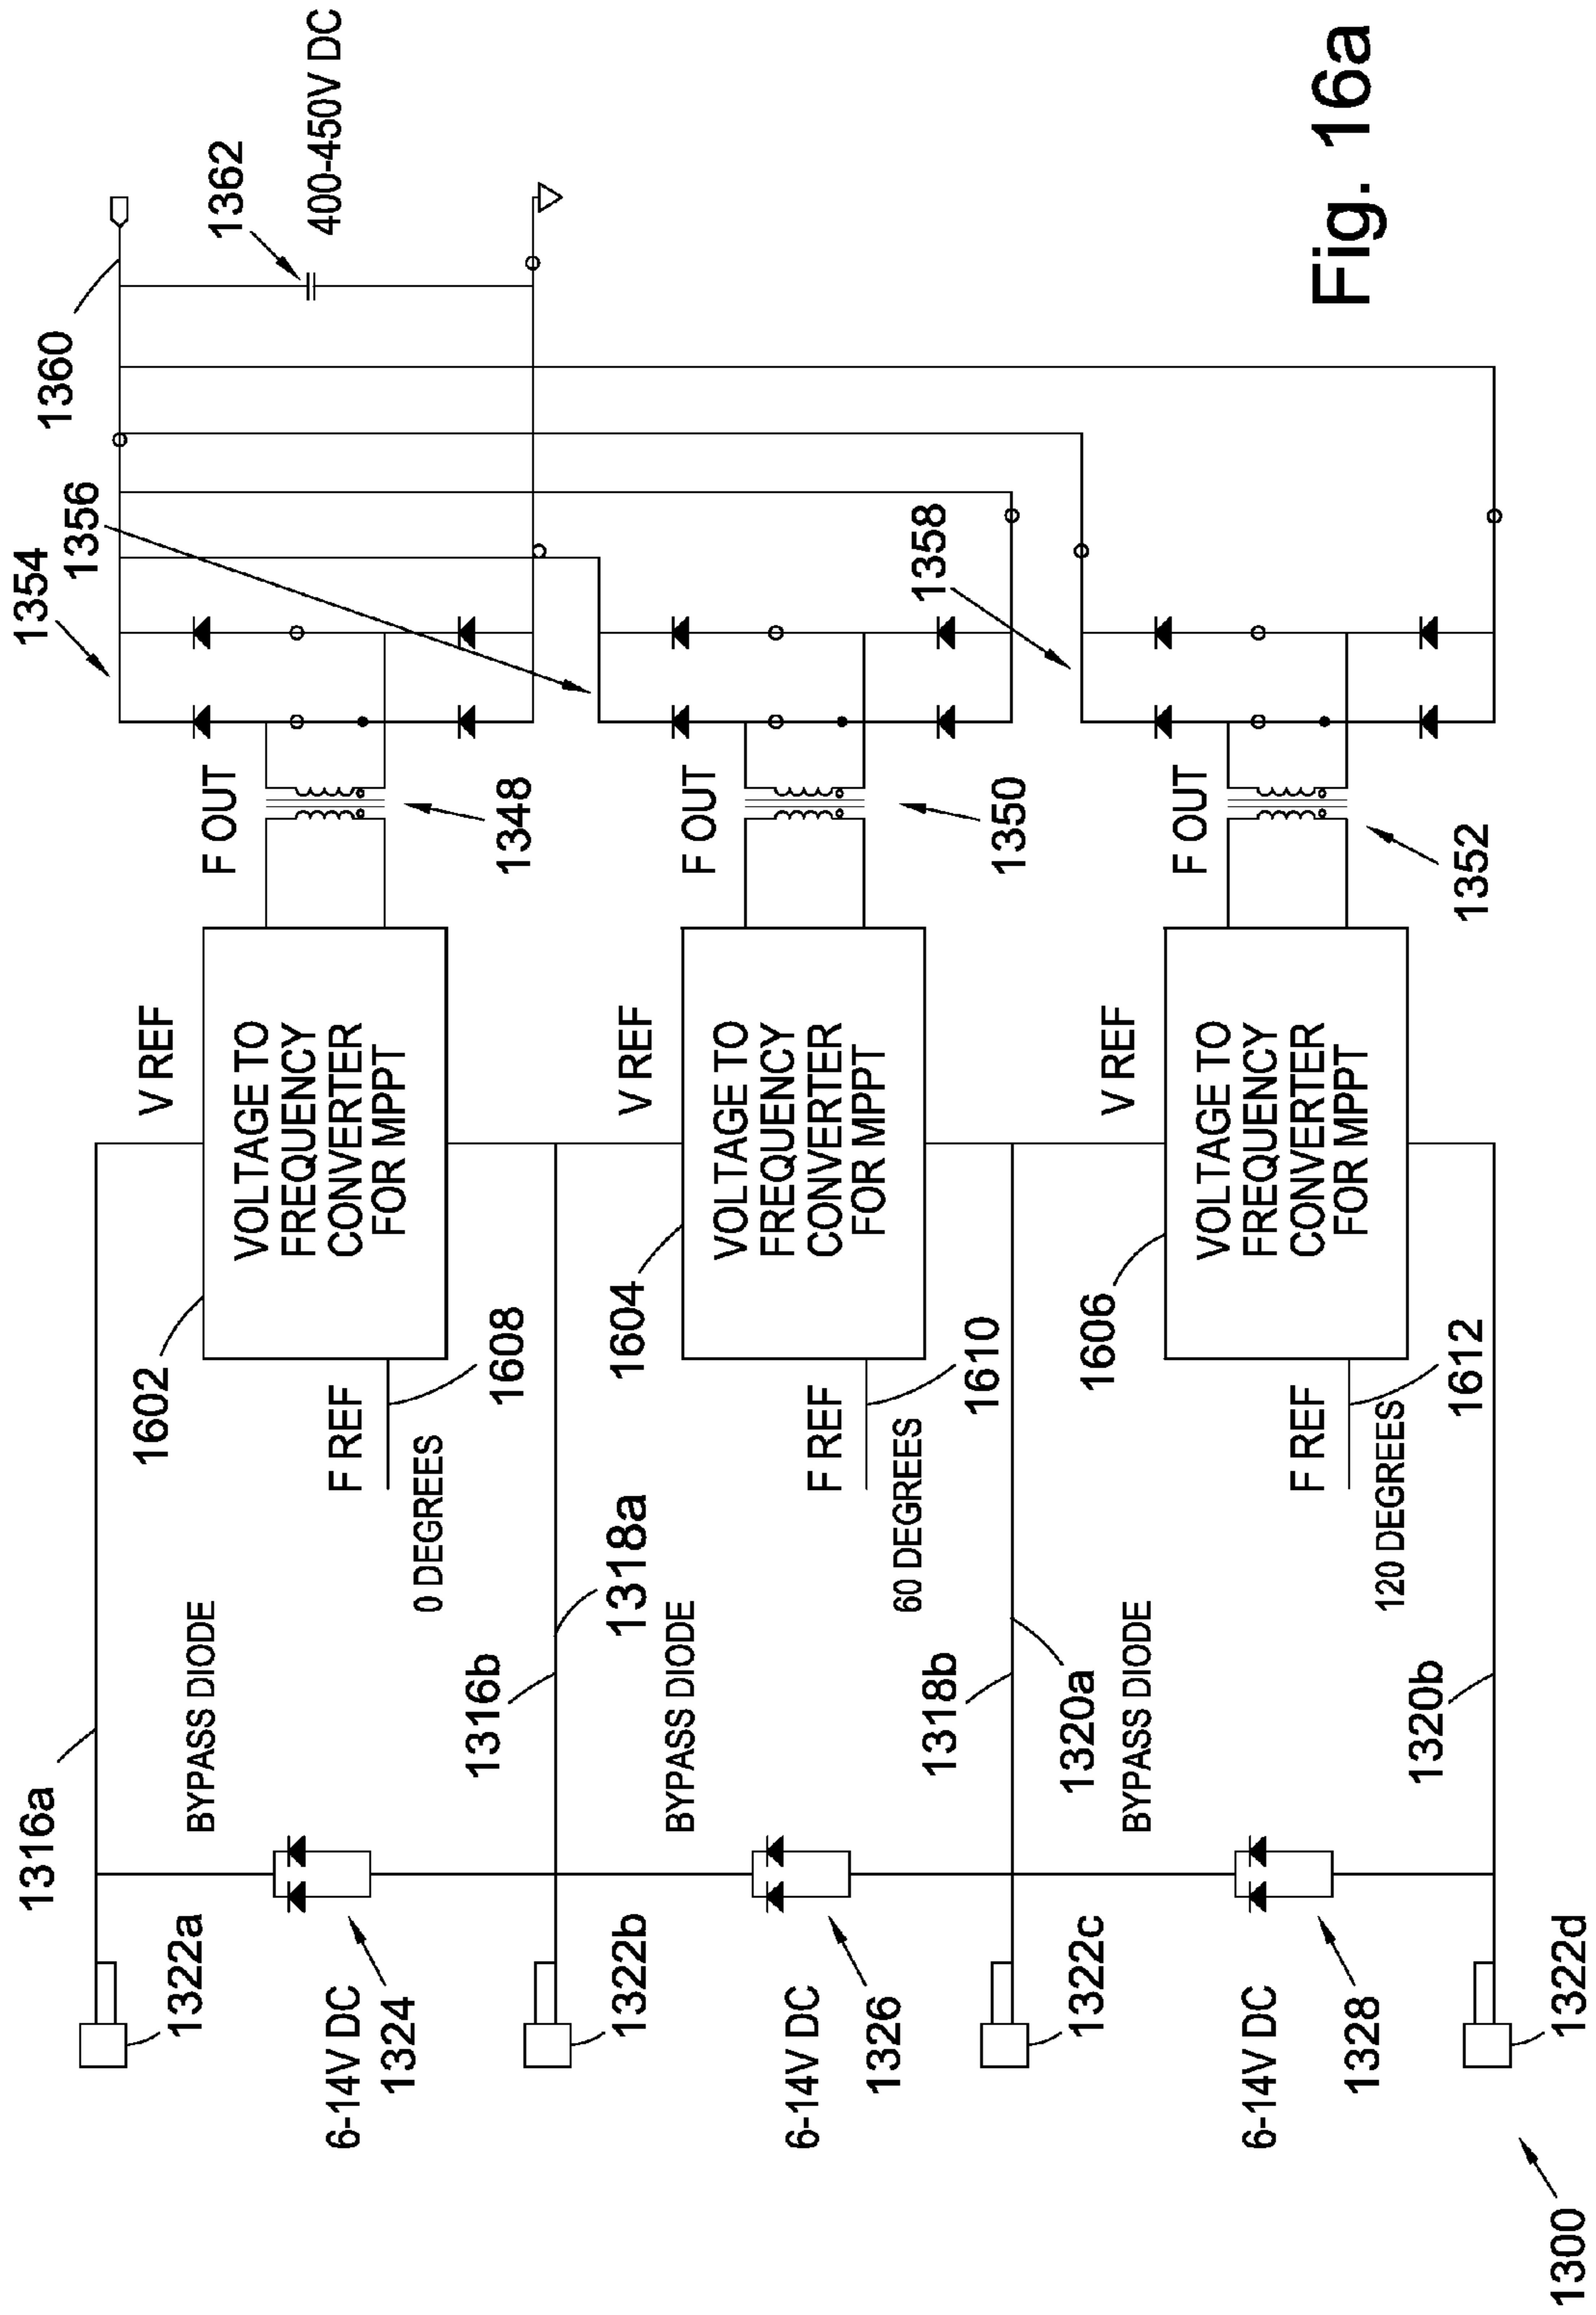 1300
1322a
1316a
BYPASS DIODE
6-14V DC
1324
1602
V REF
VOLTAGE TO
FREQUENCY
CONVERTER
FOR MPPT
F REF
0 DEGREES
1608
F OUT
1348
1354
1356
1360
1362
400-450V DC
1322b
1316b
1318a
BYPASS DIODE
6-14V DC
1326
1604
V REF
VOLTAGE TO
FREQUENCY
CONVERTER
FOR MPPT
F REF
60 DEGREES
1610
F OUT
1350
1358
1322c
1318b
1320a
BYPASS DIODE
6-14V DC
1328
1606
V REF
VOLTAGE TO
FREQUENCY
CONVERTER
FOR MPPT
F REF
120 DEGREES
1612
F OUT
1352
1322d
1320b
Fig. 16a